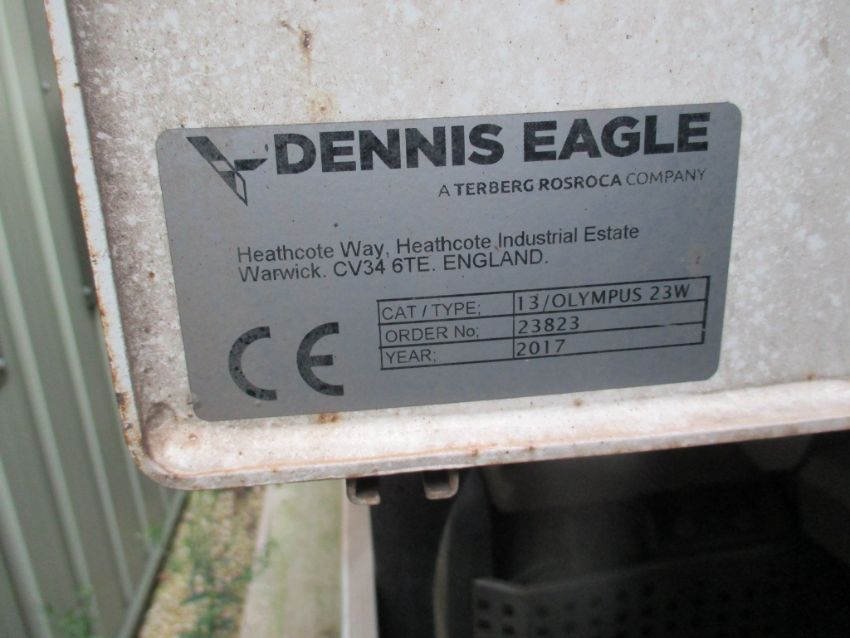 DENNIS EAGLE
A TERBERG ROSROCA COMPANY
Heathcote Way, Heathcote Industrial Estate
Warwick. CV34 6TE. ENGLAND.
CAT / TYPE; 13/OLYMPUS 23W
ORDER No; 23823
YEAR; 2017
CE